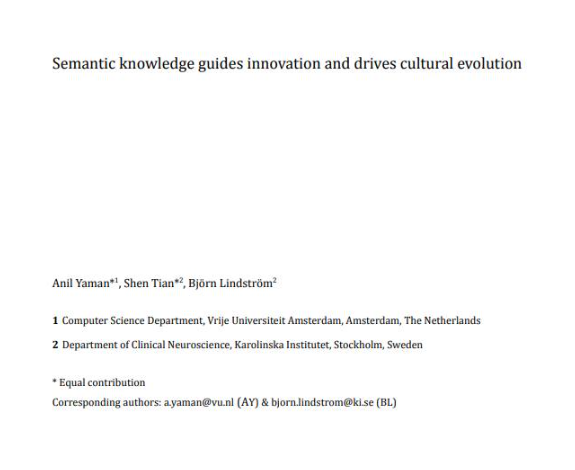 Semantic knowledge guides innovation and drives cultural evolution
Anil Yaman*¹, Shen Tian*², Björn Lindström²
1 Computer Science Department, Vrije Universiteit Amsterdam, Amsterdam, The Netherlands
2 Department of Clinical Neuroscience, Karolinska Institutet, Stockholm, Sweden
* Equal contribution
Corresponding authors: a.yaman@vu.nl (AY) & bjorn.lindstrom@ki.se (BL)